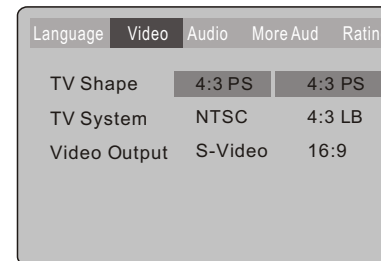 Language Video Audio More Aud Ratin
TV Shape 4:3 PS 4:3 PS
TV System NTSC 4:3 LB
Video Output S-Video 16:9